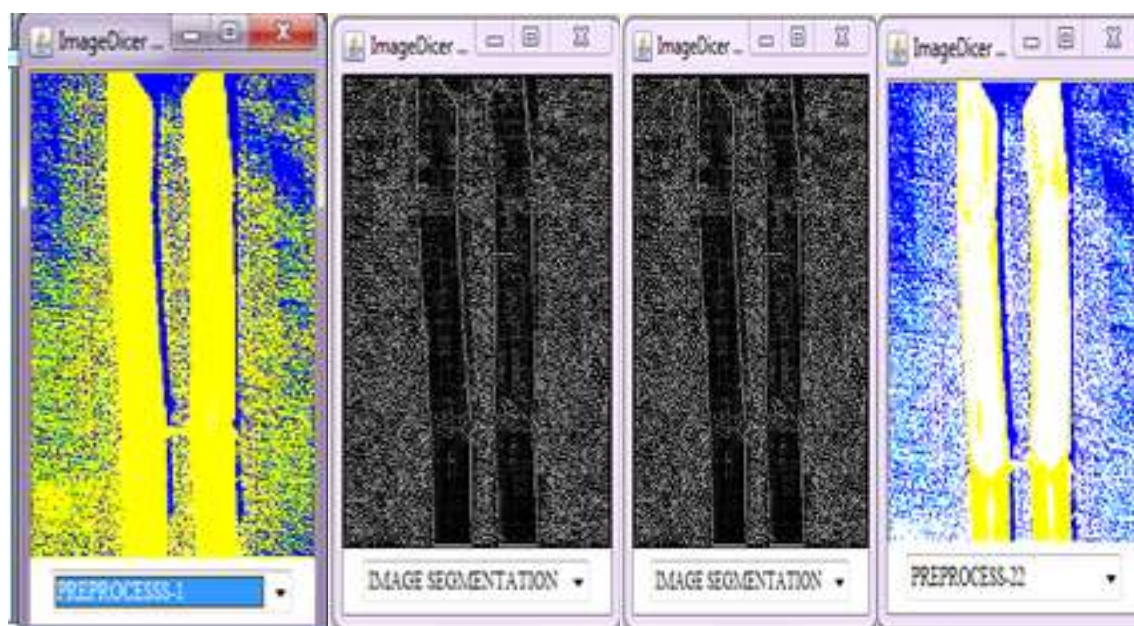 ImageDicer ...
ImageDicer ...
ImageDicer ...
ImageDicer ...
PREPROCESSS-1
IMAGE SEGMENTATION
IMAGE SEGMENTATION
PREPROCESS-22